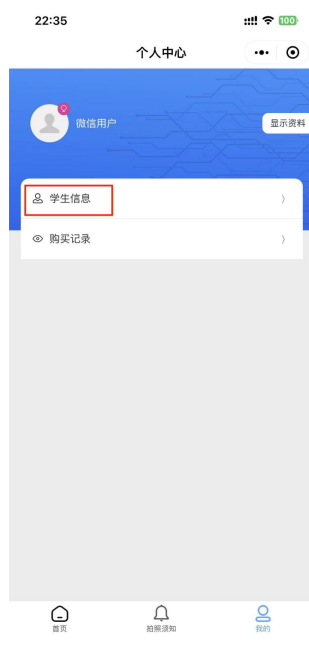 22:35
100
个人中心
微信用户
显示资料
学生信息
购买记录
首页
拍照须知
我的